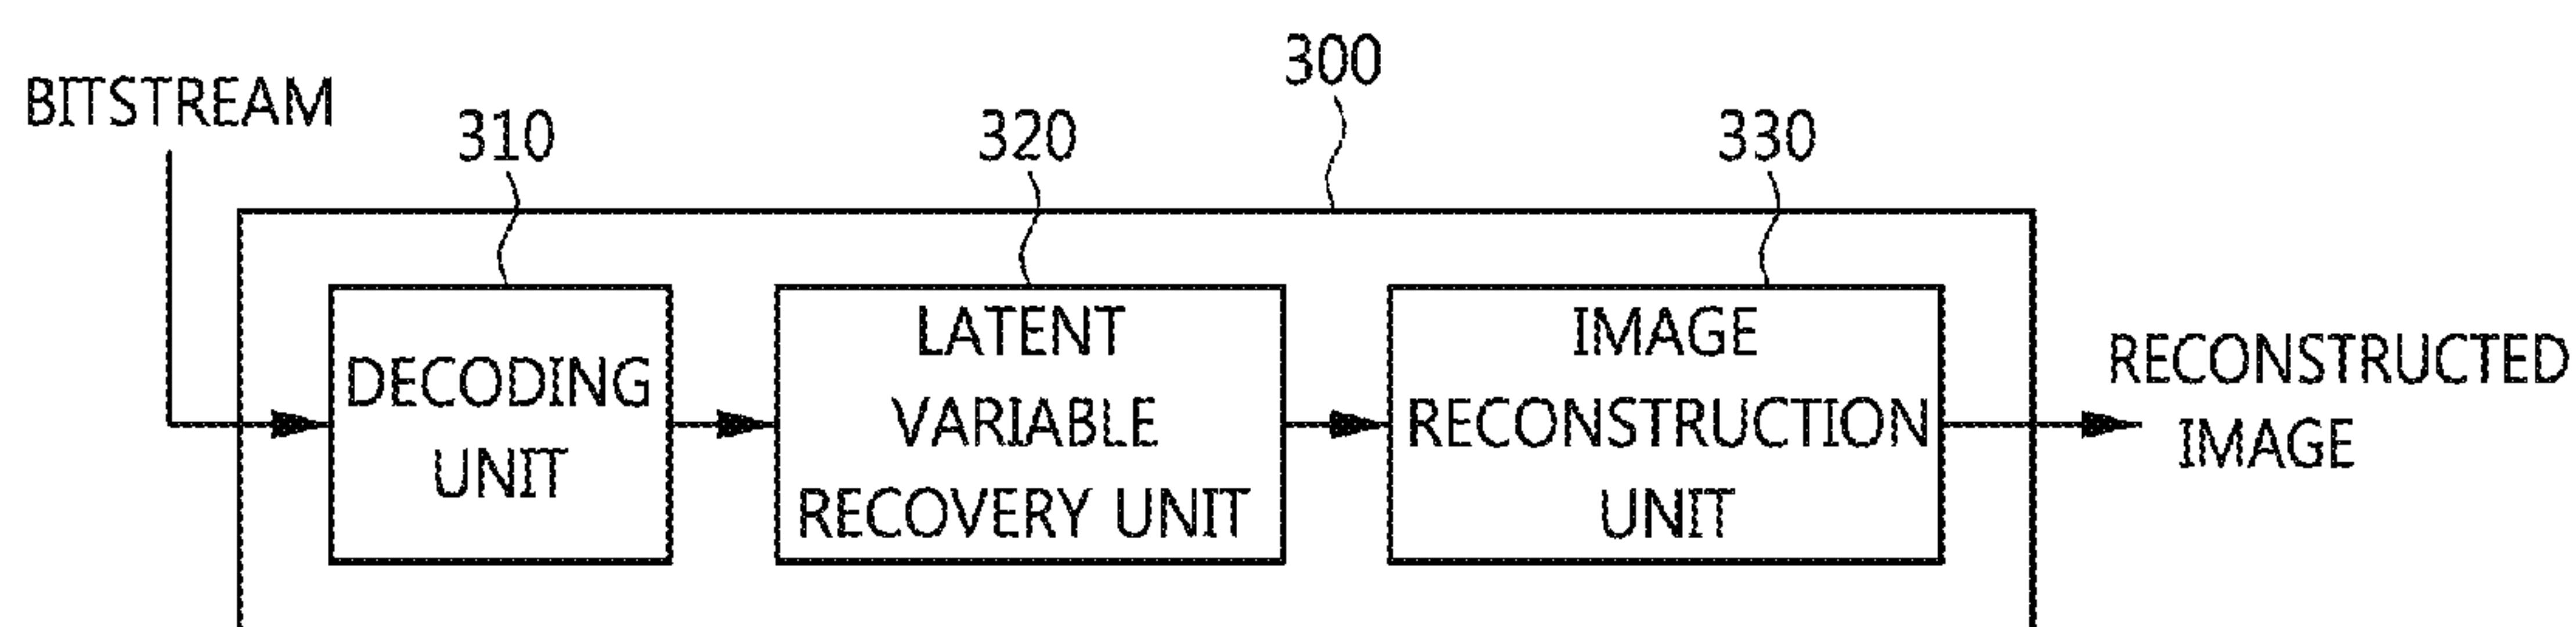 300
BITSTREAM
310
320
330
DECODING
UNIT
LATENT
VARIABLE
RECOVERY UNIT
IMAGE
RECONSTRUCTION
UNIT
RECONSTRUCTED
IMAGE